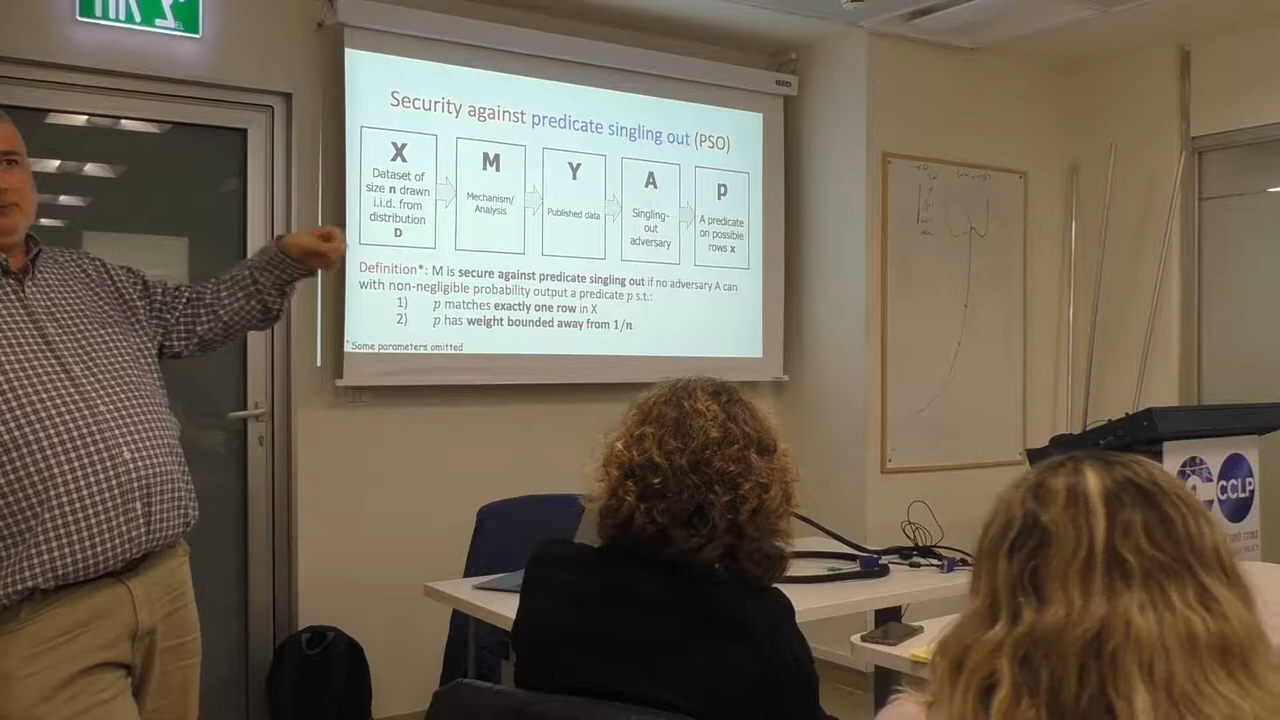 Security against predicate singling out (PSO)
X
Dataset of
size n drawn
i.i.d. from
distribution
D
M
Mechanism/
Analysis
Y
Published data
A
Singling-
out
adversary
p
A predicate
on possible
rows x
Definition*: M is secure against predicate singling out if no adversary A can
with non-negligible probability output a predicate p s.t.:
1) p matches exactly one row in X
2) p has weight bounded away from 1/n
* Some parameters omitted
CCLP